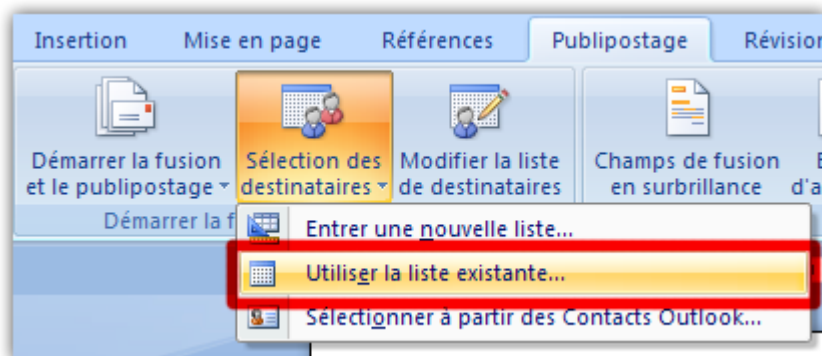 Insertion Mise en page Références Publipostage Révision
Démarrer la fusion Sélection des Modifier la liste Champs de fusion
et le publipostage destinataires de destinataires en surbrillance d'a
Démarrer la f
Entrer une nouvelle liste...
Utiliser la liste existante...
Sélectionner à partir des Contacts Outlook...